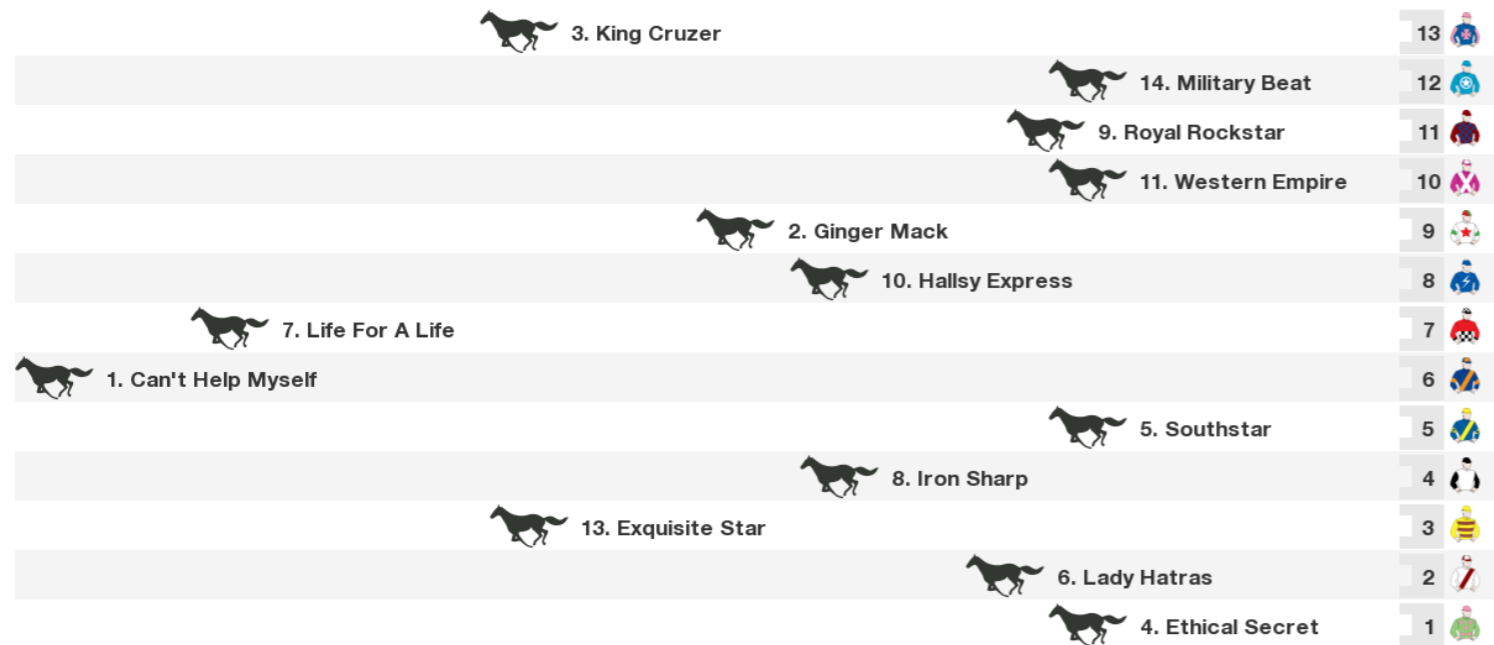 3. King Cruzer 13
14. Military Beat 12
9. Royal Rockstar 11
11. Western Empire 10
2. Ginger Mack 9
10. Hallsy Express 8
7. Life For A Life 7
1. Can't Help Myself 6
5. Southstar 5
8. Iron Sharp 4
13. Exquisite Star 3
6. Lady Hatras 2
4. Ethical Secret 1